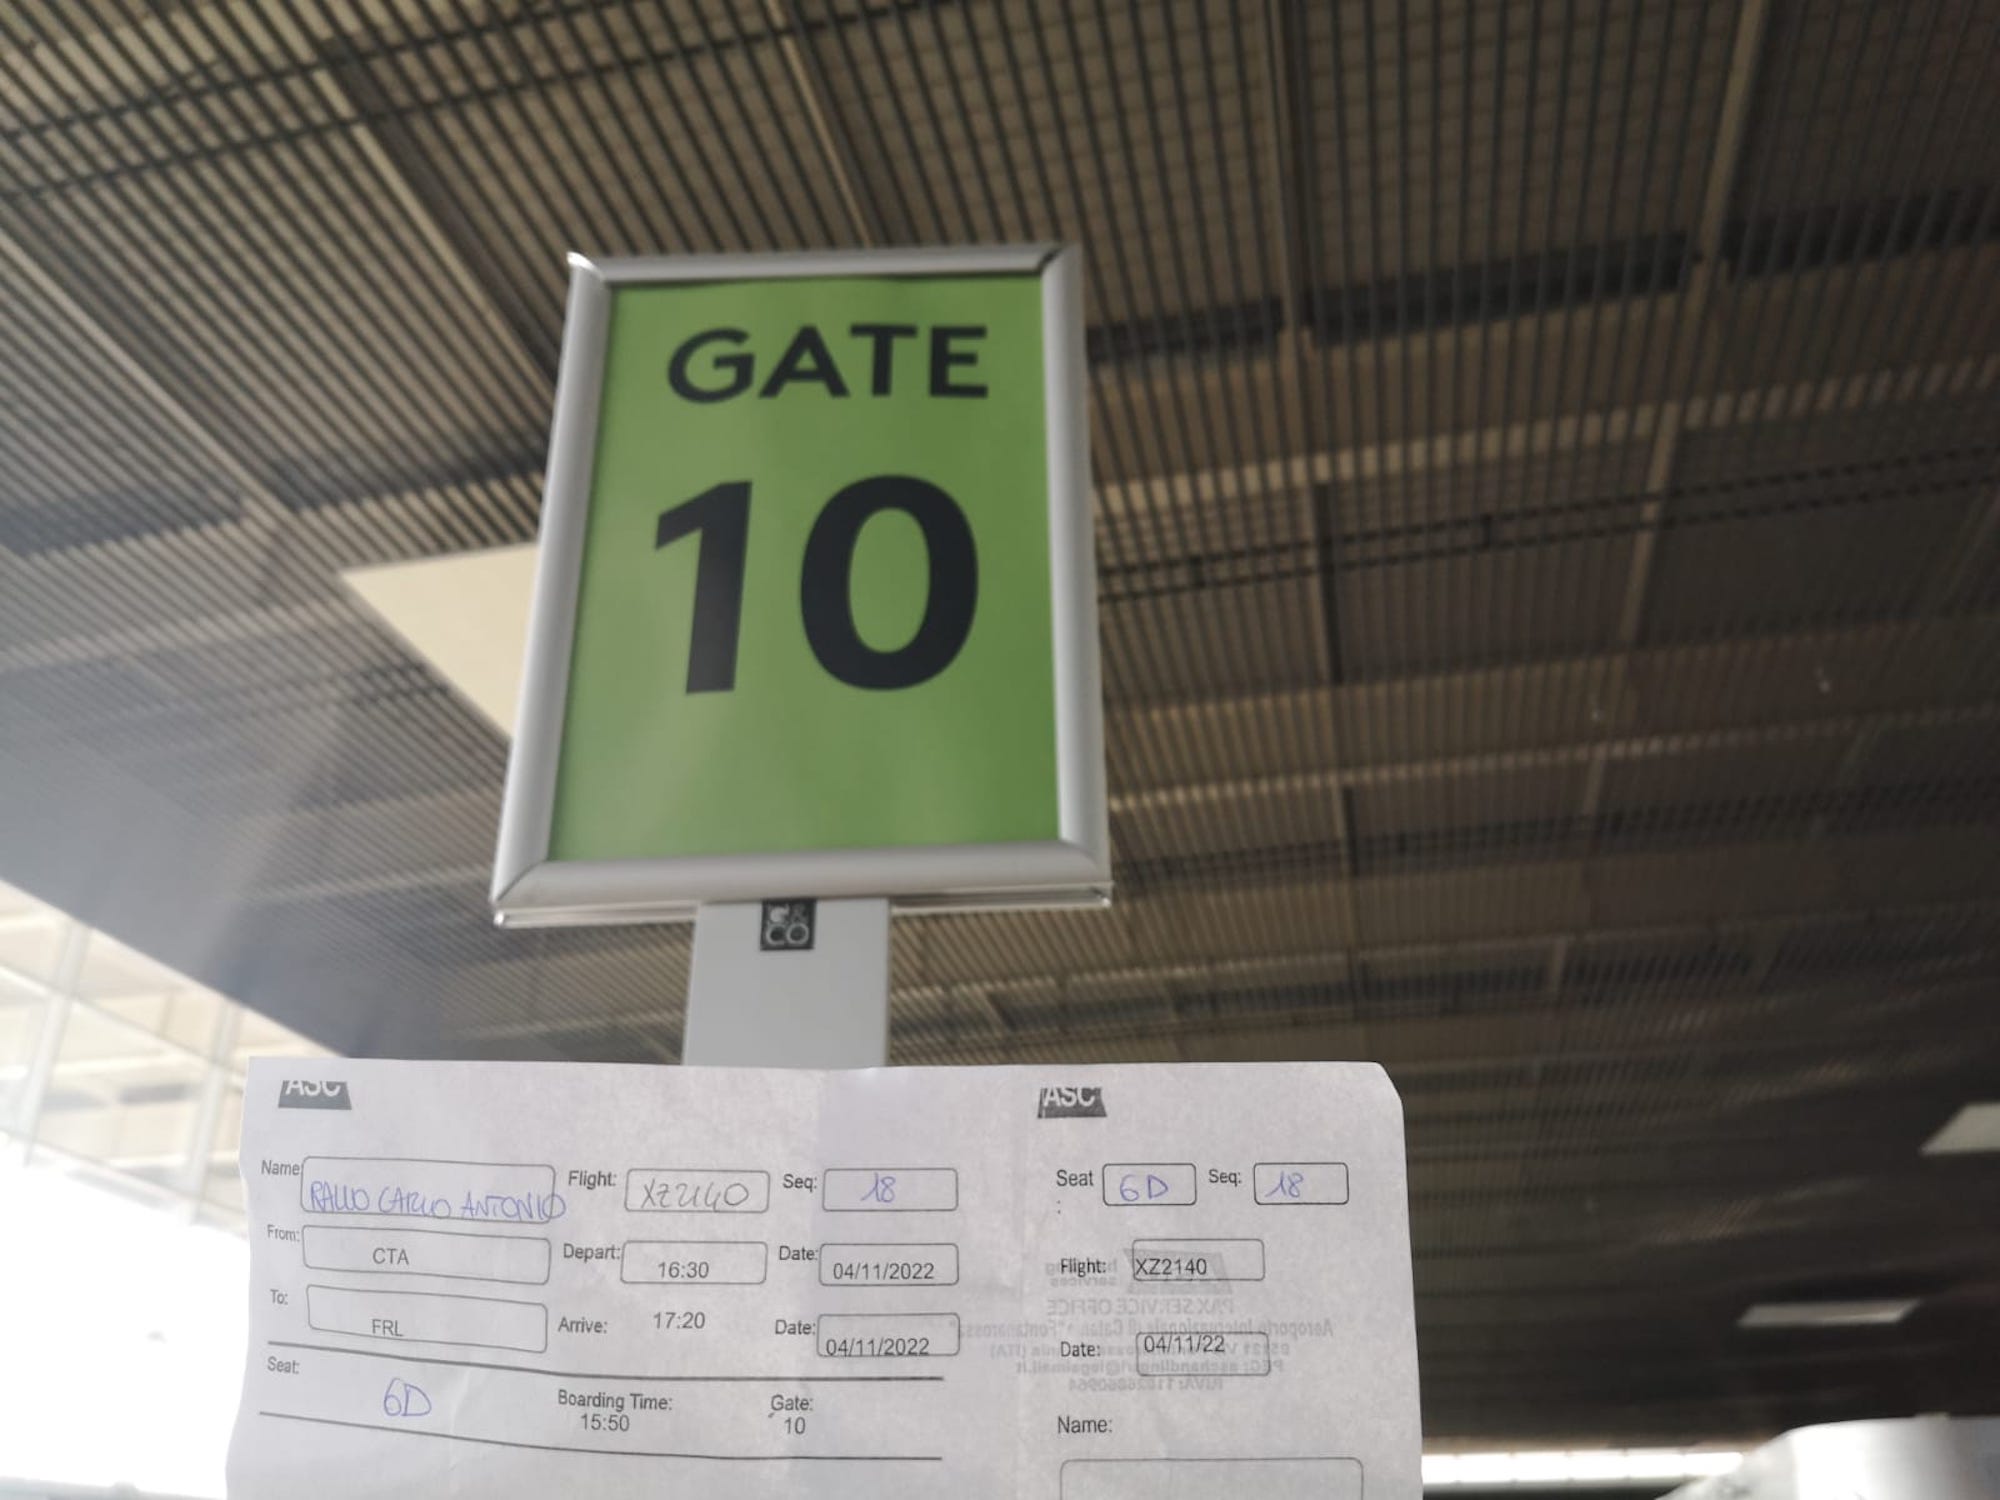 GATE
10
ASC
ASC
Name: RALLO CARLO ANTONIO Flight: XZ2140 Seq: 18
Seat : 6D Seq: 18
From: CTA Depart: 16:30 Date: 04/11/2022
Flight: XZ2140
To: FRL Arrive: 17:20 Date: 04/11/2022
Date: 04/11/22
Seat: 6D Boarding Time: 15:50 Gate: 10
Name:
PAX SERVICE OFFICE